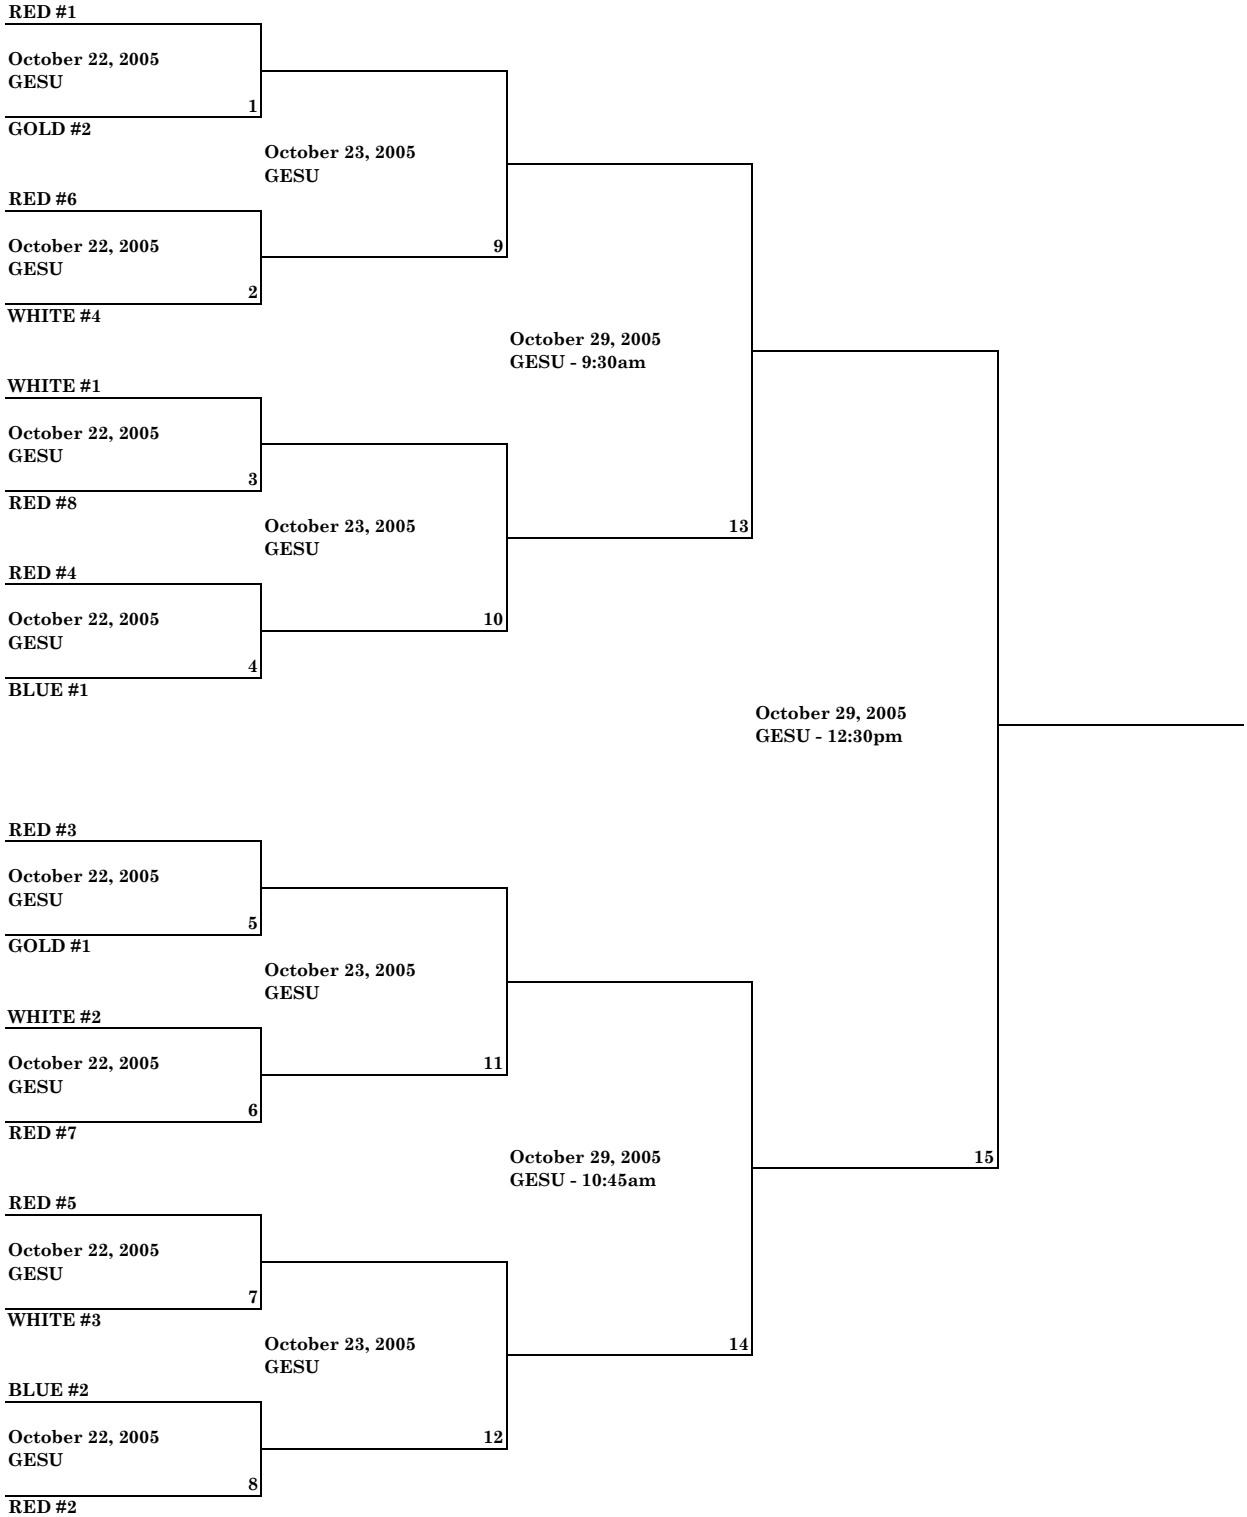 RED #1
October 22, 2005
GESU
1
GOLD #2
October 23, 2005
GESU
RED #6
October 22, 2005
GESU
9
2
WHITE #4
October 29, 2005
GESU - 9:30am
WHITE #1
October 22, 2005
GESU
3
RED #8
October 23, 2005
GESU
13
RED #4
October 22, 2005
GESU
10
4
BLUE #1
October 29, 2005
GESU - 12:30pm
RED #3
October 22, 2005
GESU
5
GOLD #1
October 23, 2005
GESU
WHITE #2
October 22, 2005
GESU
11
6
RED #7
October 29, 2005
GESU - 10:45am
15
RED #5
October 22, 2005
GESU
7
WHITE #3
October 23, 2005
GESU
14
BLUE #2
October 22, 2005
GESU
12
8
RED #2